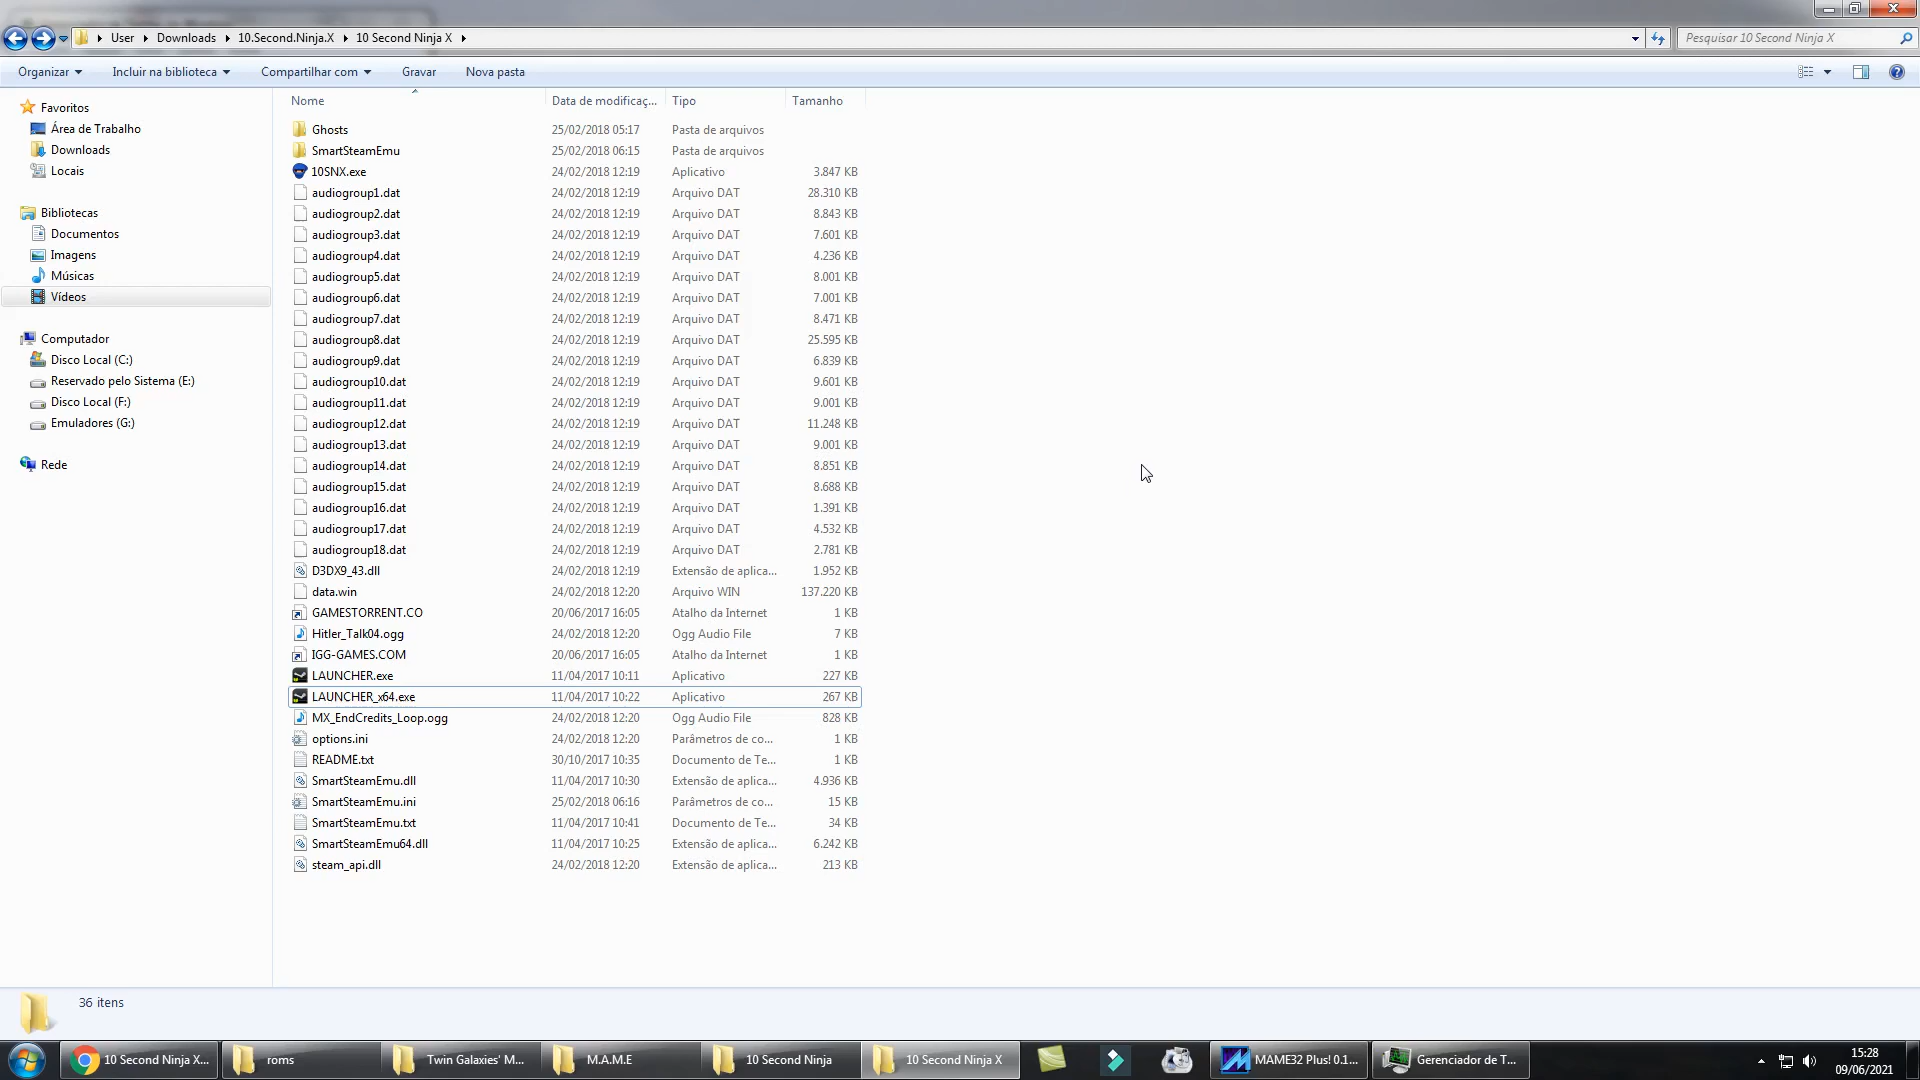 User Downloads 10.Second.Ninja.X 10 Second Ninja X
Pesquisar 10 Second Ninja X
Organizar Incluir na biblioteca Compartilhar com Gravar Nova pasta
Favoritos
Área de Trabalho
Downloads
Locais
Bibliotecas
Documentos
Imagens
Músicas
Vídeos
Computador
Disco Local (C:)
Reservado pelo Sistema (E:)
Disco Local (F:)
Emuladores (G:)
Rede
Nome Data de modificaç... Tipo Tamanho
Ghosts 25/02/2018 05:17 Pasta de arquivos
SmartSteamEmu 25/02/2018 06:15 Pasta de arquivos
10SNX.exe 24/02/2018 12:19 Aplicativo 3.847 KB
audiogroup1.dat 24/02/2018 12:19 Arquivo DAT 28.310 KB
audiogroup2.dat 24/02/2018 12:19 Arquivo DAT 8.843 KB
audiogroup3.dat 24/02/2018 12:19 Arquivo DAT 7.601 KB
audiogroup4.dat 24/02/2018 12:19 Arquivo DAT 4.236 KB
audiogroup5.dat 24/02/2018 12:19 Arquivo DAT 8.001 KB
audiogroup6.dat 24/02/2018 12:19 Arquivo DAT 7.001 KB
audiogroup7.dat 24/02/2018 12:19 Arquivo DAT 8.471 KB
audiogroup8.dat 24/02/2018 12:19 Arquivo DAT 25.595 KB
audiogroup9.dat 24/02/2018 12:19 Arquivo DAT 6.839 KB
audiogroup10.dat 24/02/2018 12:19 Arquivo DAT 9.601 KB
audiogroup11.dat 24/02/2018 12:19 Arquivo DAT 9.001 KB
audiogroup12.dat 24/02/2018 12:19 Arquivo DAT 11.248 KB
audiogroup13.dat 24/02/2018 12:19 Arquivo DAT 9.001 KB
audiogroup14.dat 24/02/2018 12:19 Arquivo DAT 8.851 KB
audiogroup15.dat 24/02/2018 12:19 Arquivo DAT 8.688 KB
audiogroup16.dat 24/02/2018 12:19 Arquivo DAT 1.391 KB
audiogroup17.dat 24/02/2018 12:19 Arquivo DAT 4.532 KB
audiogroup18.dat 24/02/2018 12:19 Arquivo DAT 2.781 KB
D3DX9_43.dll 24/02/2018 12:19 Extensão de aplica... 1.952 KB
data.win 24/02/2018 12:20 Arquivo WIN 137.220 KB
GAMESTORRENT.CO 20/06/2017 16:05 Atalho da Internet 1 KB
Hitler_Talk04.ogg 24/02/2018 12:20 Ogg Audio File 7 KB
IGG-GAMES.COM 20/06/2017 16:05 Atalho da Internet 1 KB
LAUNCHER.exe 11/04/2017 10:11 Aplicativo 227 KB
LAUNCHER_x64.exe 11/04/2017 10:22 Aplicativo 267 KB
MX_EndCredits_Loop.ogg 24/02/2018 12:20 Ogg Audio File 828 KB
options.ini 24/02/2018 12:20 Parâmetros de co... 1 KB
README.txt 30/10/2017 10:35 Documento de Te... 1 KB
SmartSteamEmu.dll 11/04/2017 10:30 Extensão de aplica... 4.936 KB
SmartSteamEmu.ini 25/02/2018 06:16 Parâmetros de co... 15 KB
SmartSteamEmu.txt 11/04/2017 10:41 Documento de Te... 34 KB
SmartSteamEmu64.dll 11/04/2017 10:25 Extensão de aplica... 6.242 KB
steam_api.dll 24/02/2018 12:20 Extensão de aplica... 213 KB
36 itens
10 Second Ninja X... roms Twin Galaxies' M... M.A.M.E 10 Second Ninja 10 Second Ninja X MAME32 Plus! 0.1... Gerenciador de T...
15:28
09/06/2021